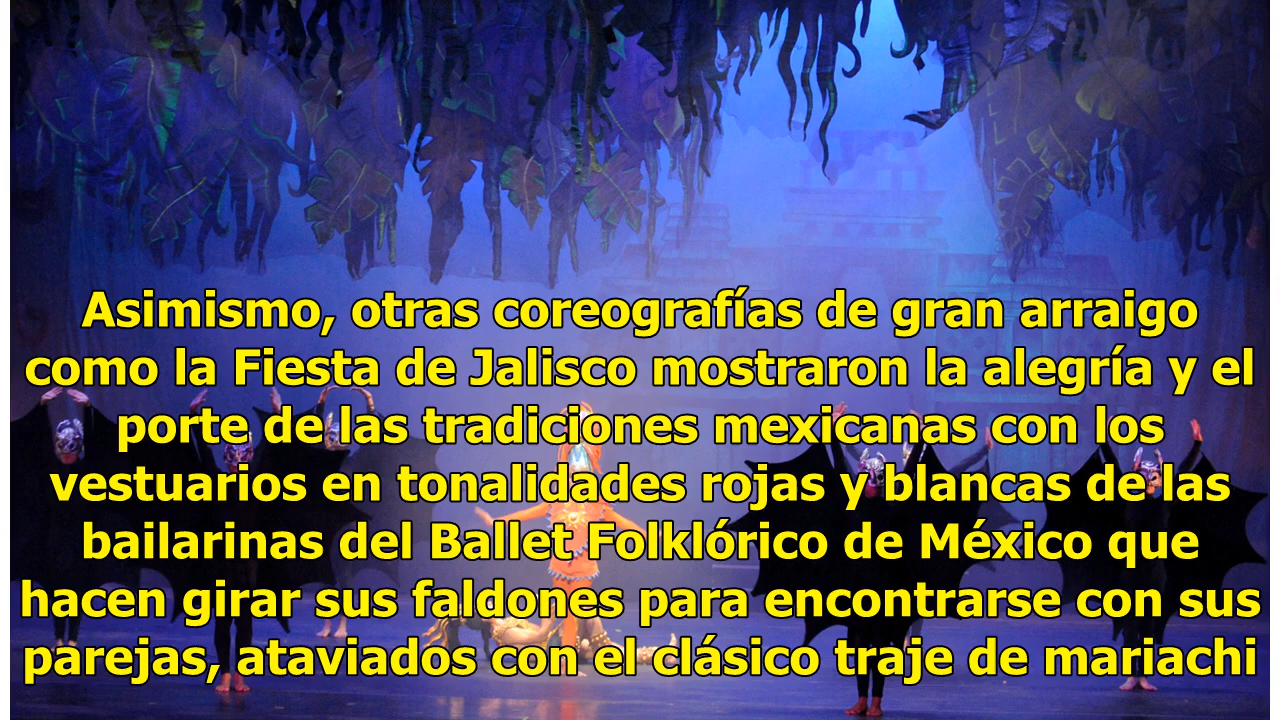 Asimismo, otras coreografías de gran arraigo
como la Fiesta de Jalisco mostraron la alegría y el
porte de las tradiciones mexicanas con los
vestuarios en tonalidades rojas y blancas de las
bailarinas del Ballet Folklórico de México que
hacen girar sus faldones para encontrarse con sus
parejas, ataviados con el clásico traje de mariachi